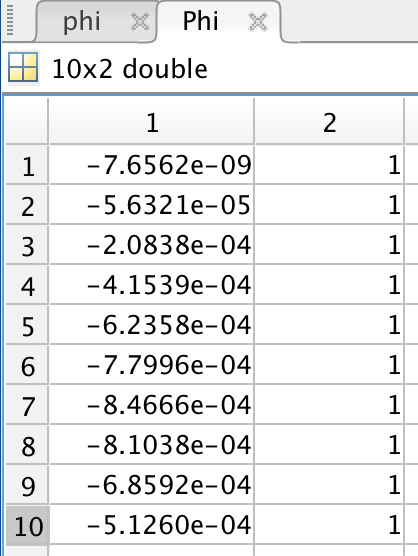 phi Phi
10x2 double
1 2
1 -7.6562e-09 1
2 -5.6321e-05 1
3 -2.0838e-04 1
4 -4.1539e-04 1
5 -6.2358e-04 1
6 -7.7996e-04 1
7 -8.4666e-04 1
8 -8.1038e-04 1
9 -6.8592e-04 1
10 -5.1260e-04 1